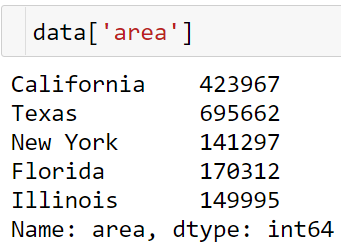 data['area']
California    423967
Texas         695662
New York      141297
Florida       170312
Illinois      149995
Name: area, dtype: int64